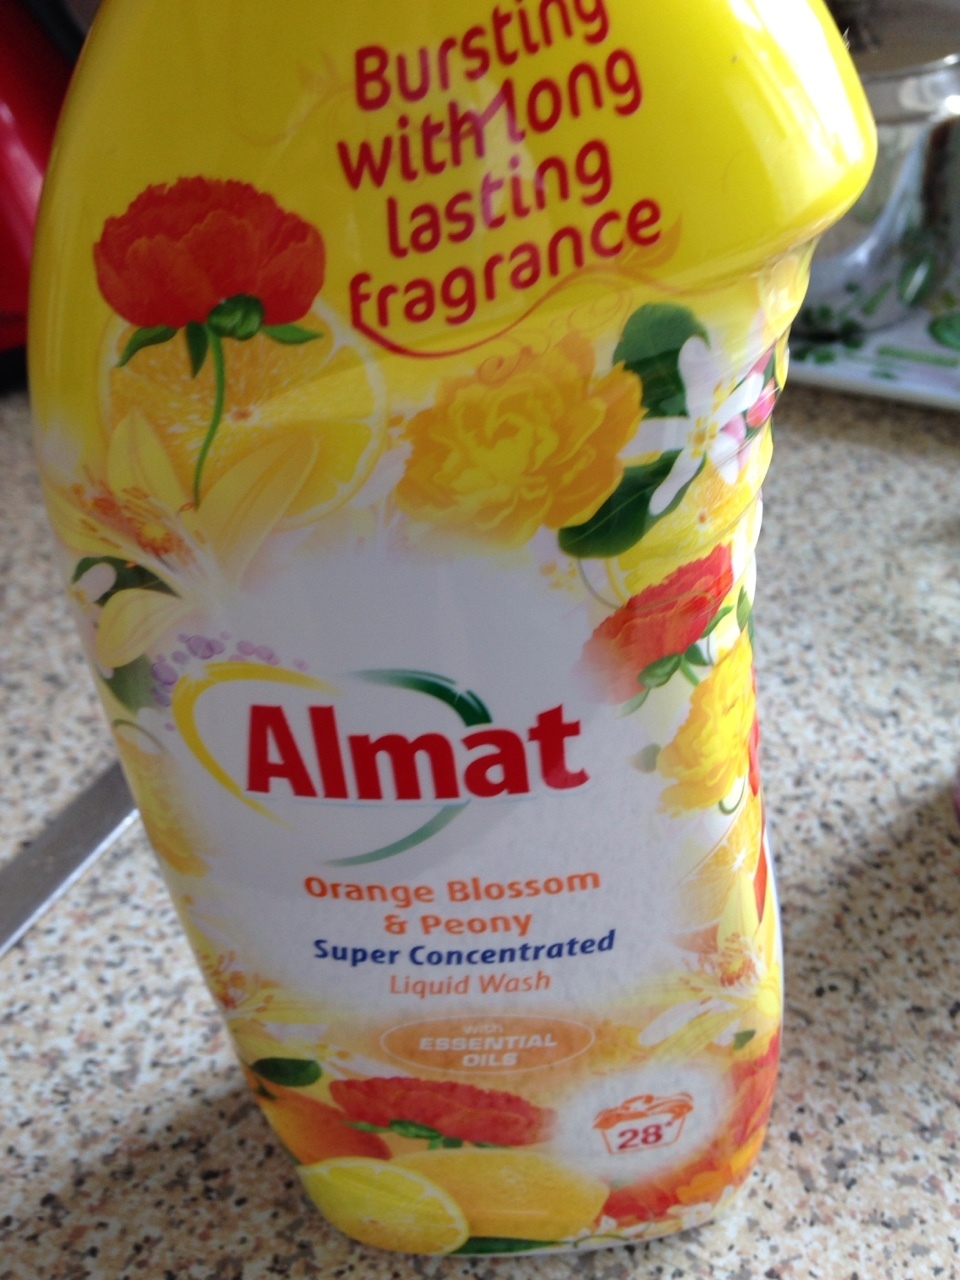 Bursting
with long
lasting
fragrance
Almat
Orange Blossom
& Peony
Super Concentrated
Liquid Wash
with
ESSENTIAL
OILS
28*